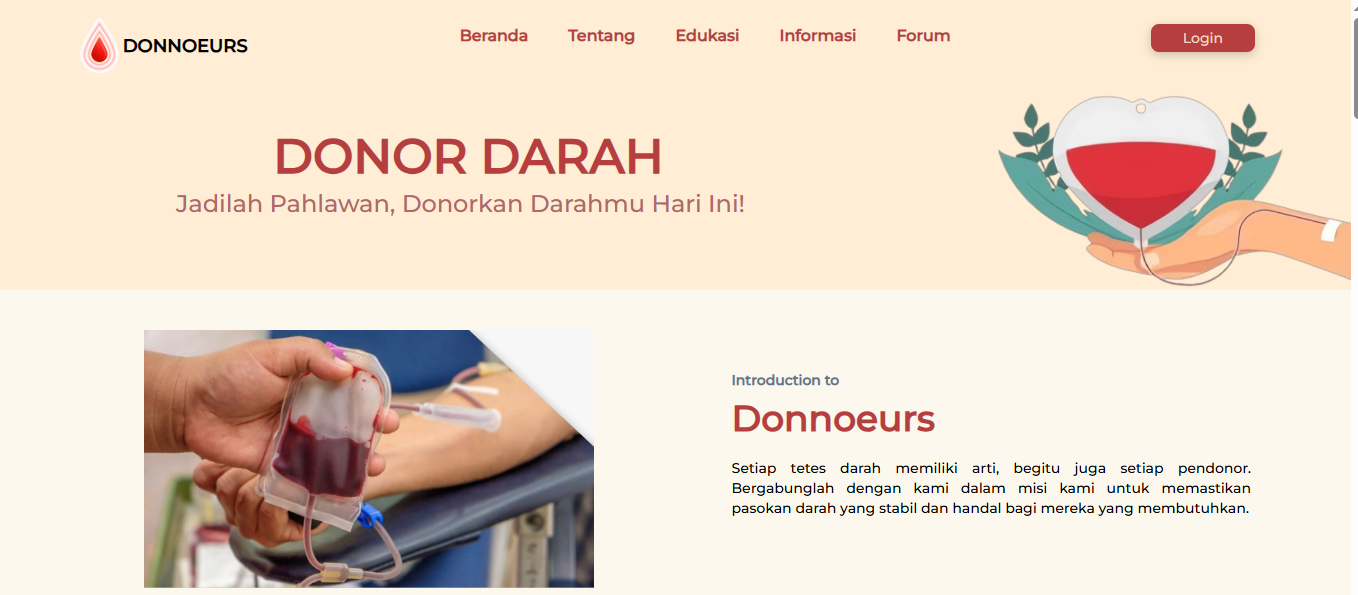 DONNOEURS
Beranda
Tentang
Edukasi
Informasi
Forum
Login
DONOR DARAH
Jadilah Pahlawan, Donorkan Darahmu Hari Ini!
Introduction to
Donnoeurs
Setiap tetes darah memiliki arti, begitu juga setiap pendonor.
Bergabunglah dengan kami dalam misi kami untuk memastikan
pasokan darah yang stabil dan handal bagi mereka yang membutuhkan.